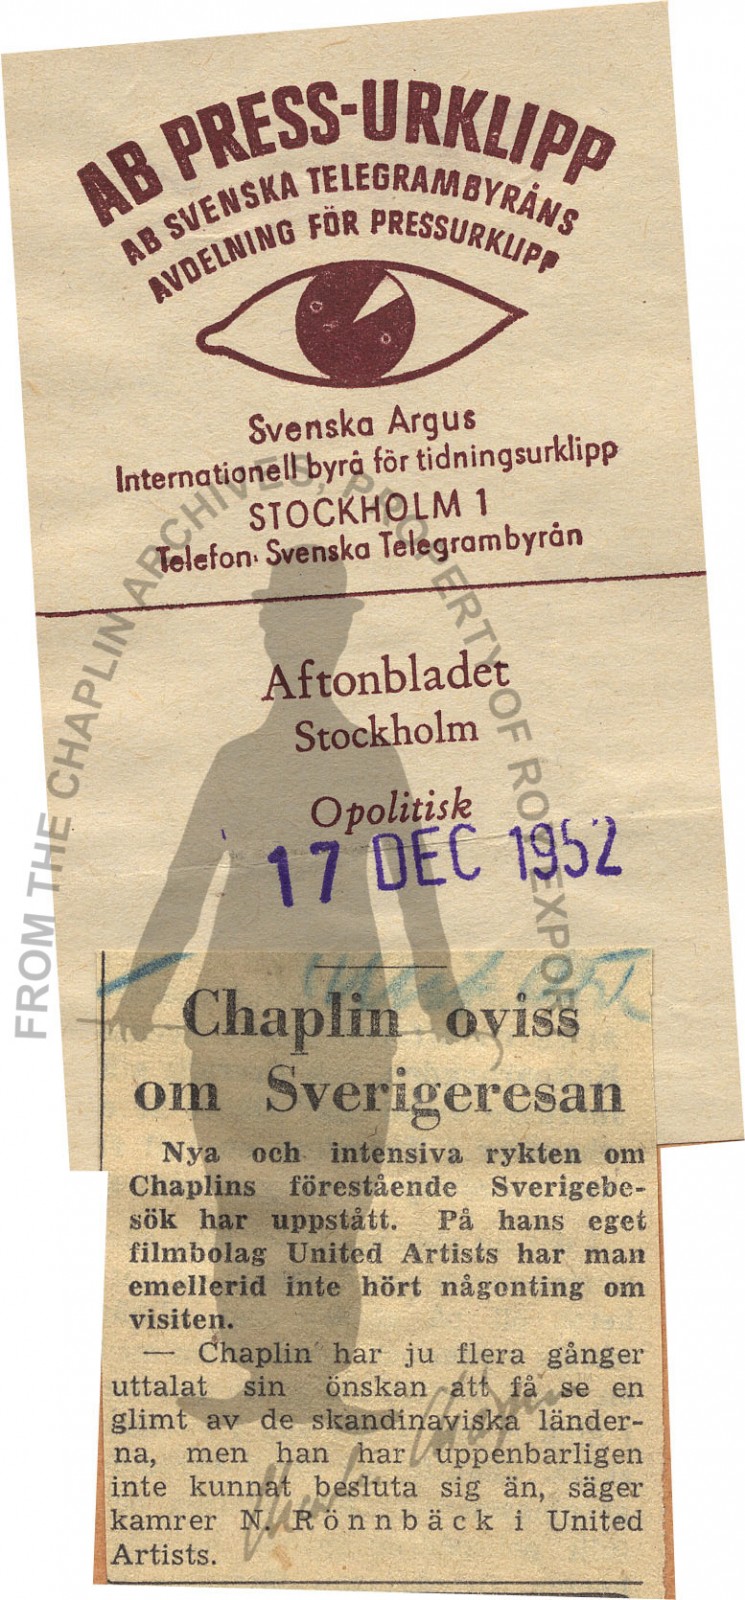 AB PRESS-URKLIPP
AB SVENSKA TELEGRAMBYRÅNS
AVDELNING FÖR PRESSURKLIPP
Svenska Argus
Internationell byrå för tidningsurklipp
STOCKHOLM 1
Telefon: Svenska Telegrambyrån
FROM THE CHAPLIN ARCHIVES, PROPERTY OF ROY EXPORT
Aftonbladet
Stockholm
Opolitisk
17 DEC 1952
Chaplin oviss
om Sverigeresan
Nya och intensiva rykten om
Chaplins förestående Sverigebe-
sök har uppstått. På hans eget
filmbolag United Artists har man
emellerid inte hört någonting om
visiten.
— Chaplin har ju flera gånger
uttalat sin önskan att få se en
glimt av de skandinaviska länder-
na, men han har uppenbarligen
inte kunnat besluta sig än, säger
kamrer N. Rönnbäck i United
Artists.
Charles Chaplin